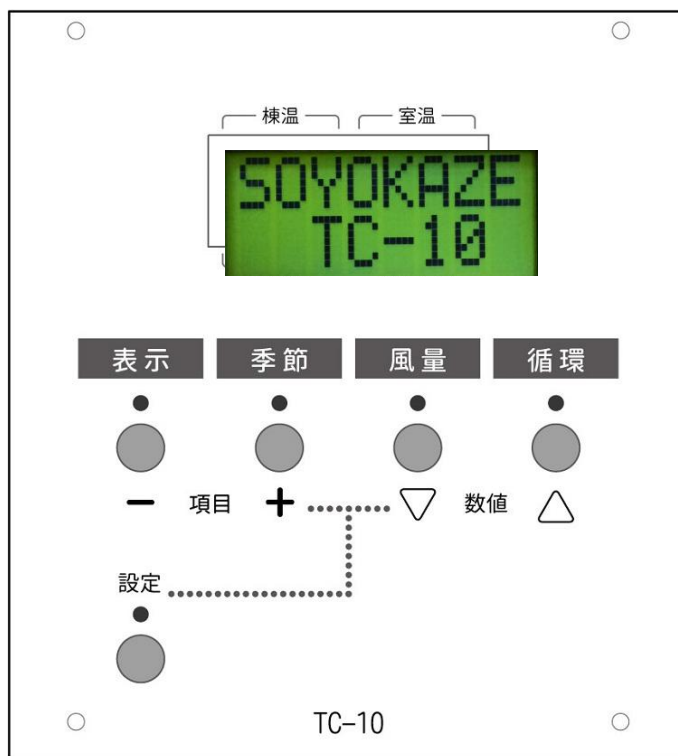 棟温 室温
SOYOKAZE
TC-10
表示 季節 風量 循環
− 項目 + ▽ 数値 △
設定
TC-10